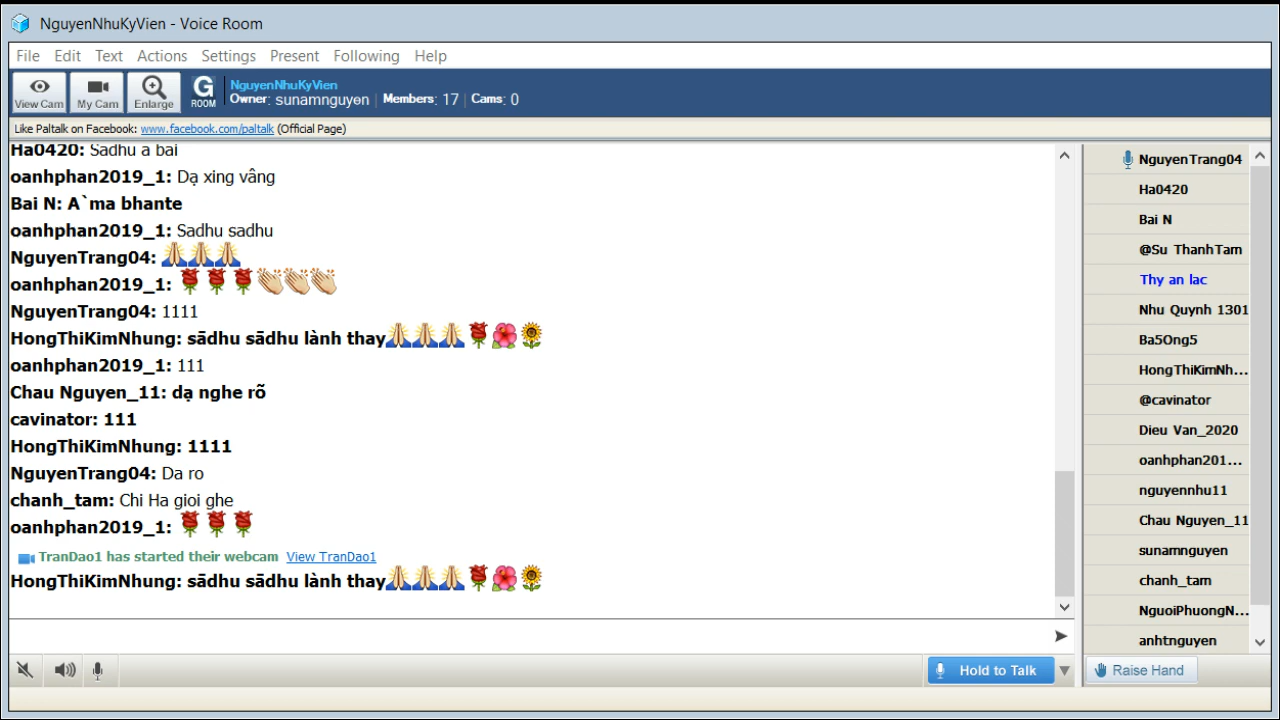 NguyenNhuKyVien - Voice Room
File Edit Text Actions Settings Present Following Help
View Cam My Cam Enlarge G ROOM NguyenNhuKyVien
Owner: sunamnguyen | Members: 17 | Cams: 0
Like Paltalk on Facebook: www.facebook.com/paltalk (Official Page)
Ha0420: Sadhu a bai
oanhphan2019_1: Dạ xing vâng
Bai N: A`ma bhante
oanhphan2019_1: Sadhu sadhu
NguyenTrang04: 🙏🙏🙏
oanhphan2019_1: 🌹🌹🌹👏👏👏
NguyenTrang04: 1111
HongThiKimNhung: sādhu sādhu lành thay🙏🙏🙏🌹🌺🌻
oanhphan2019_1: 111
Chau Nguyen_11: dạ nghe rõ
cavinator: 111
HongThiKimNhung: 1111
NguyenTrang04: Da ro
chanh_tam: Chi Ha gioi ghe
oanhphan2019_1: 🌹🌹🌹
TranDao1 has started their webcam View TranDao1
HongThiKimNhung: sādhu sādhu lành thay🙏🙏🙏🌹🌺🌻
NguyenTrang04
Ha0420
Bai N
@Su ThanhTam
Thy an lac
Nhu Quynh 1301
Ba5Ong5
HongThiKimNh...
@cavinator
Dieu Van_2020
oanhphan201...
nguyennhu11
Chau Nguyen_11
sunamnguyen
chanh_tam
NguoiPhuongN...
anhtnguyen
Hold to Talk
Raise Hand